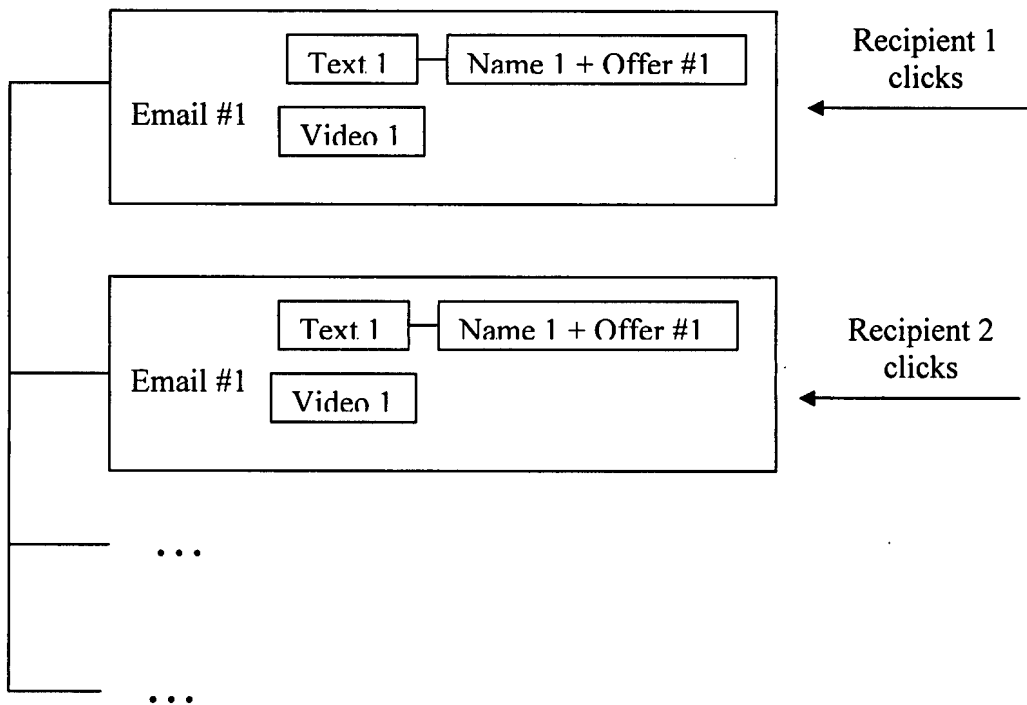 Recipient 1
clicks
Text 1
Name 1 + Offer #1
Email #1
Video 1
Recipient 2
clicks
Text 1
Name 1 + Offer #1
Email #1
Video 1
...
...